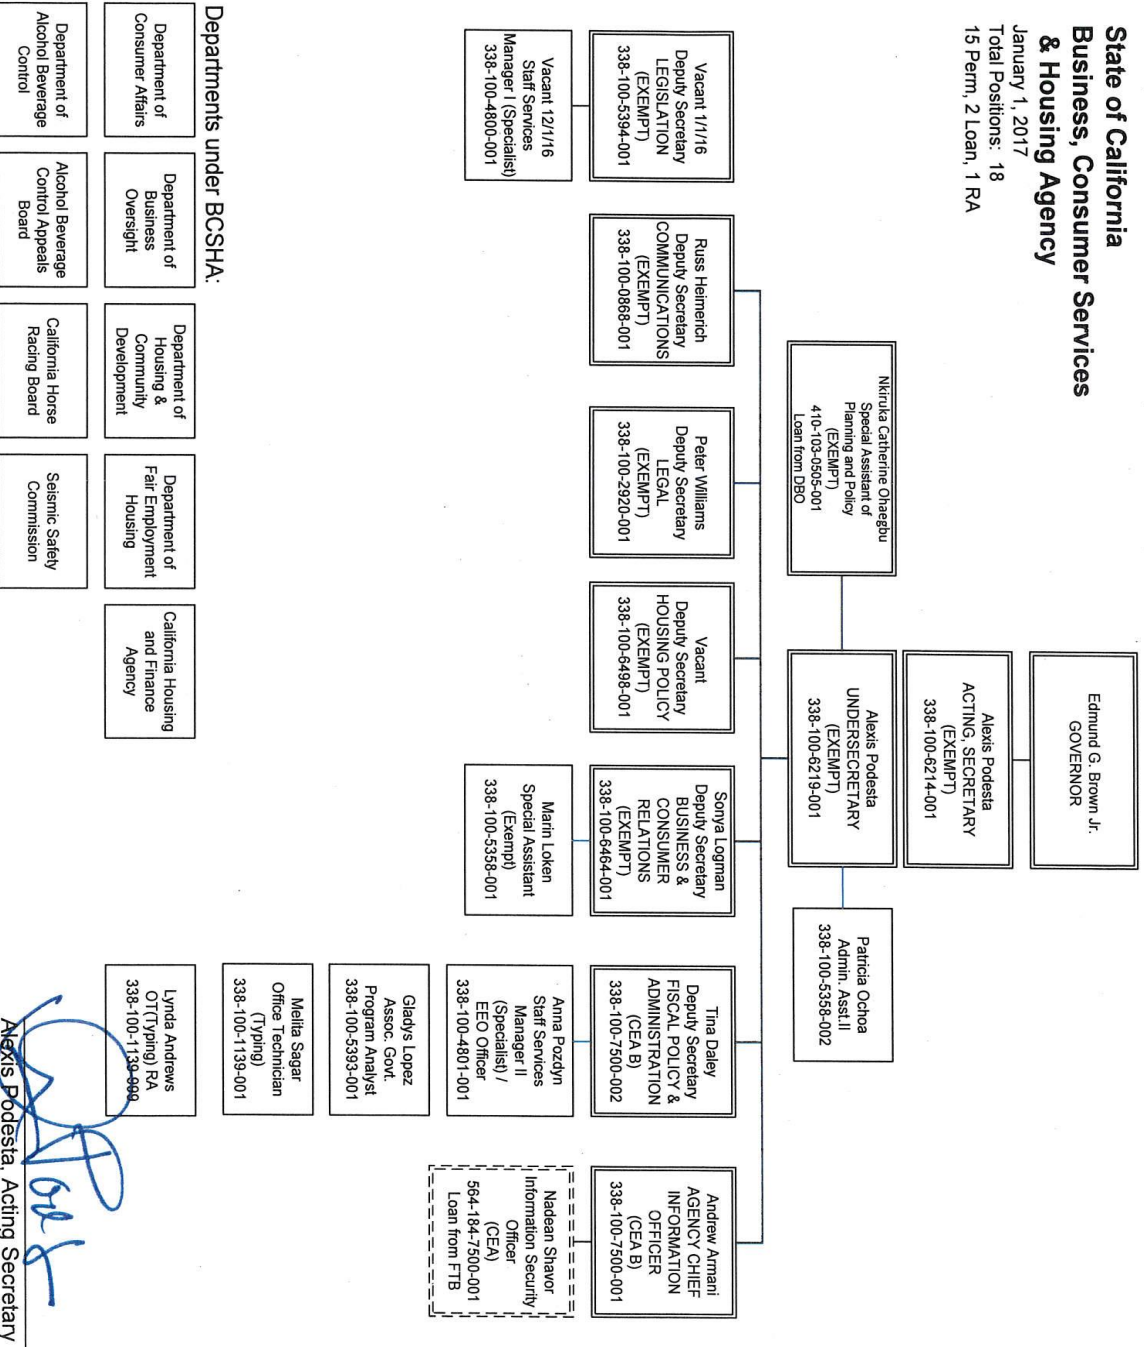 State of California
Business, Consumer Services
& Housing Agency
January 1, 2017
Total Positions: 18
15 Perm, 2 Loan, 1 RA
Edmund G. Brown Jr.
GOVERNOR
Alexis Podesta
ACTING, SECRETARY
(EXEMPT)
338-100-6214-001
Nkiruka Catherine Ohaegbu
Special Assistant of
Planning and Policy
(EXEMPT)
410-103-0505-001
Loan from DBO
Alexis Podesta
UNDERSECRETARY
(EXEMPT)
338-100-6219-001
Patricia Ochoa
Admin. Asst.II
338-100-5358-002
Vacant 1/1/16
Deputy Secretary
LEGISLATION
(EXEMPT)
338-100-5394-001
Russ Heimerich
Deputy Secretary
COMMUNICATIONS
(EXEMPT)
338-100-0868-001
Peter Williams
Deputy Secretary
LEGAL
(EXEMPT)
338-100-2920-001
Vacant
Deputy Secretary
HOUSING POLICY
(EXEMPT)
338-100-6498-001
Sonya Logman
Deputy Secretary
BUSINESS &
CONSUMER
RELATIONS
(EXEMPT)
338-100-6464-001
Tina Daley
Deputy Secretary
FISCAL POLICY &
ADMINISTRATION
(CEA B)
338-100-7500-002
Andrew Armani
AGENCY CHIEF
INFORMATION
OFFICER
(CEA B)
338-100-7500-001
Vacant 12/1/16
Staff Services
Manager I (Specialist)
338-100-4800-001
Marin Loken
Special Assistant
(Exempt)
338-100-5358-001
Anna Pozdyn
Staff Services
Manager II
(Specialist) /
EEO Officer
338-100-4801-001
Nadean Shavor
Information Security
Officer
(CEA)
564-184-7500-001
Loan from FTB
Gladys Lopez
Assoc. Govt.
Program Analyst
338-100-5393-001
Melita Sagar
Office Technician
(Typing)
338-100-1139-001
Lynda Andrews
OT(Typing) RA
338-100-1139-999
Departments under BCSHA:
Department of
Consumer Affairs
Department of
Business
Oversight
Department of
Housing &
Community
Development
Department of
Fair Employment
Housing
California Housing
and Finance
Agency
Department of
Alcohol Beverage
Control
Alcohol Beverage
Control Appeals
Board
California Horse
Racing Board
Seismic Safety
Commission
Alexis Podesta, Acting Secretary